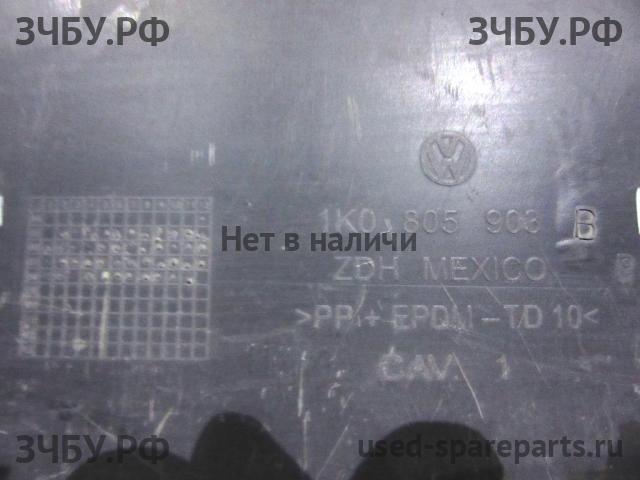 ЗЧБУ.РФ ЗЧБУ.РФ
1K0 805 903 B
Нет в наличи
ZDH MEXICO
>PP + EPDM-TD 10<
CAV. 1
ЗЧБУ.РФ used-spareparts.ru